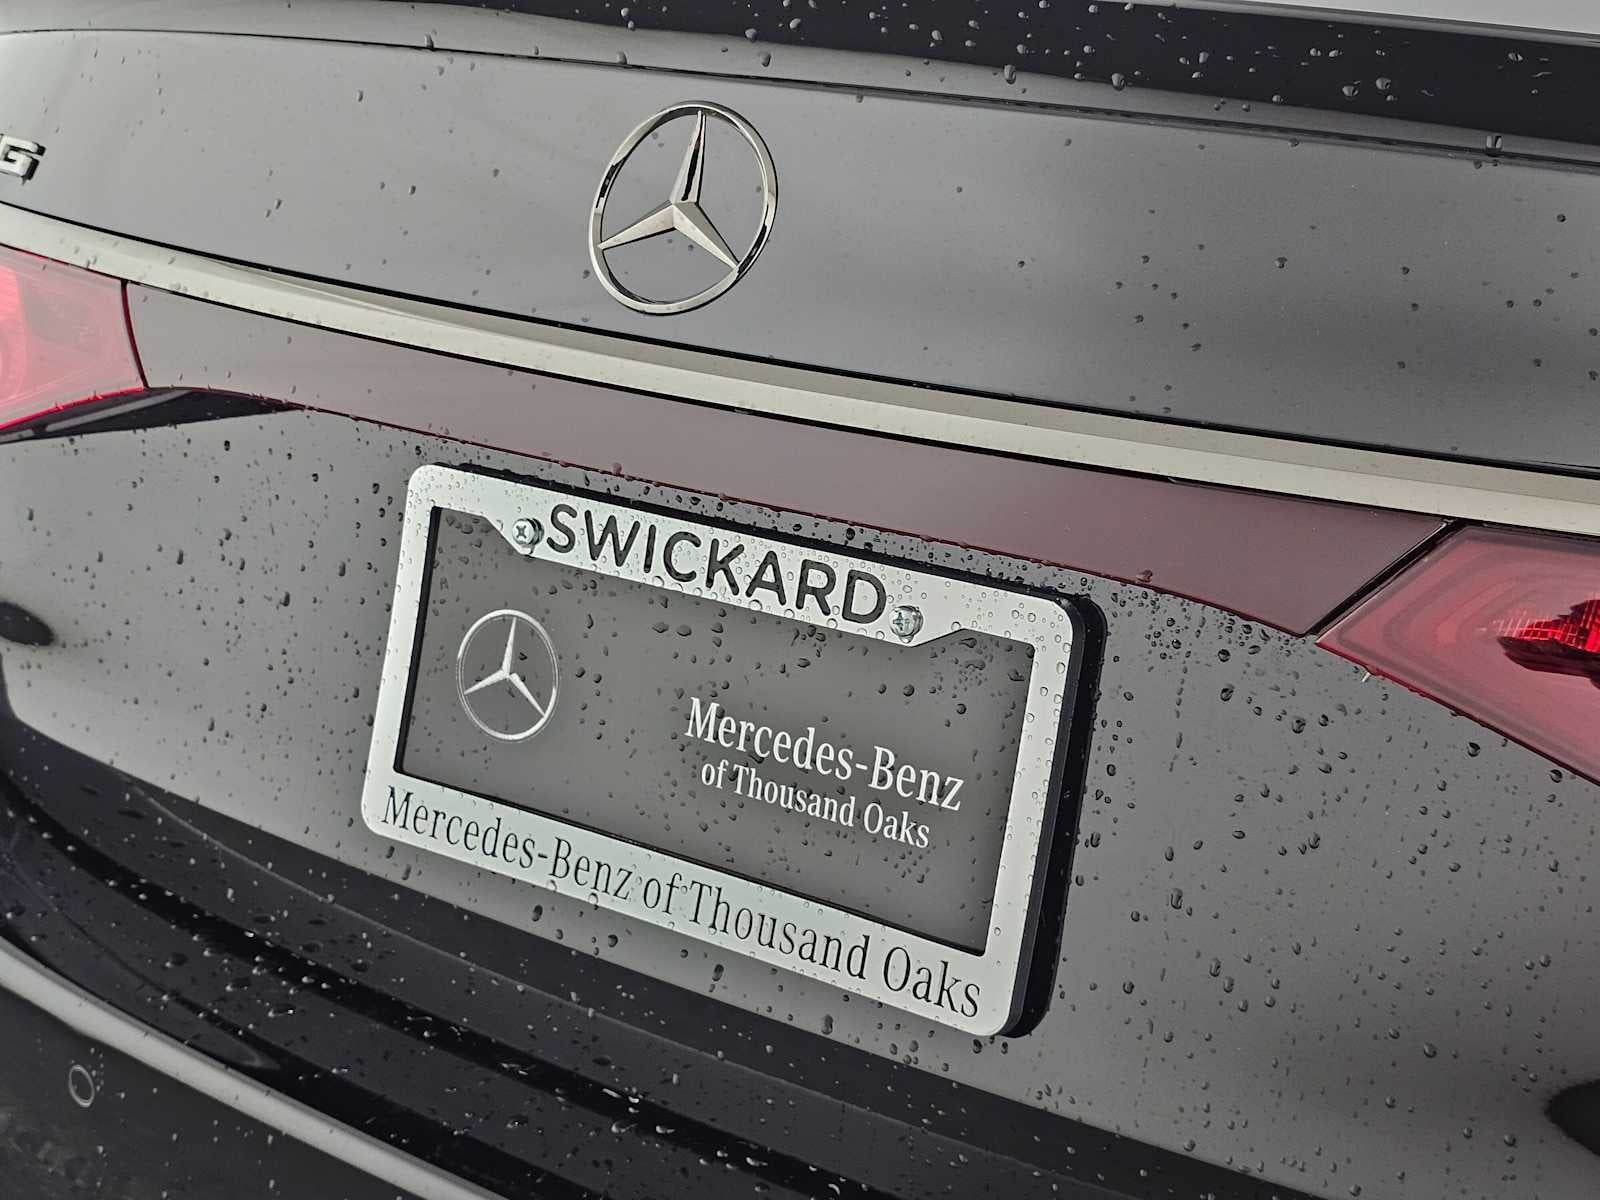 G
SWICKARD
Mercedes-Benz
of Thousand Oaks
Mercedes-Benz of Thousand Oaks